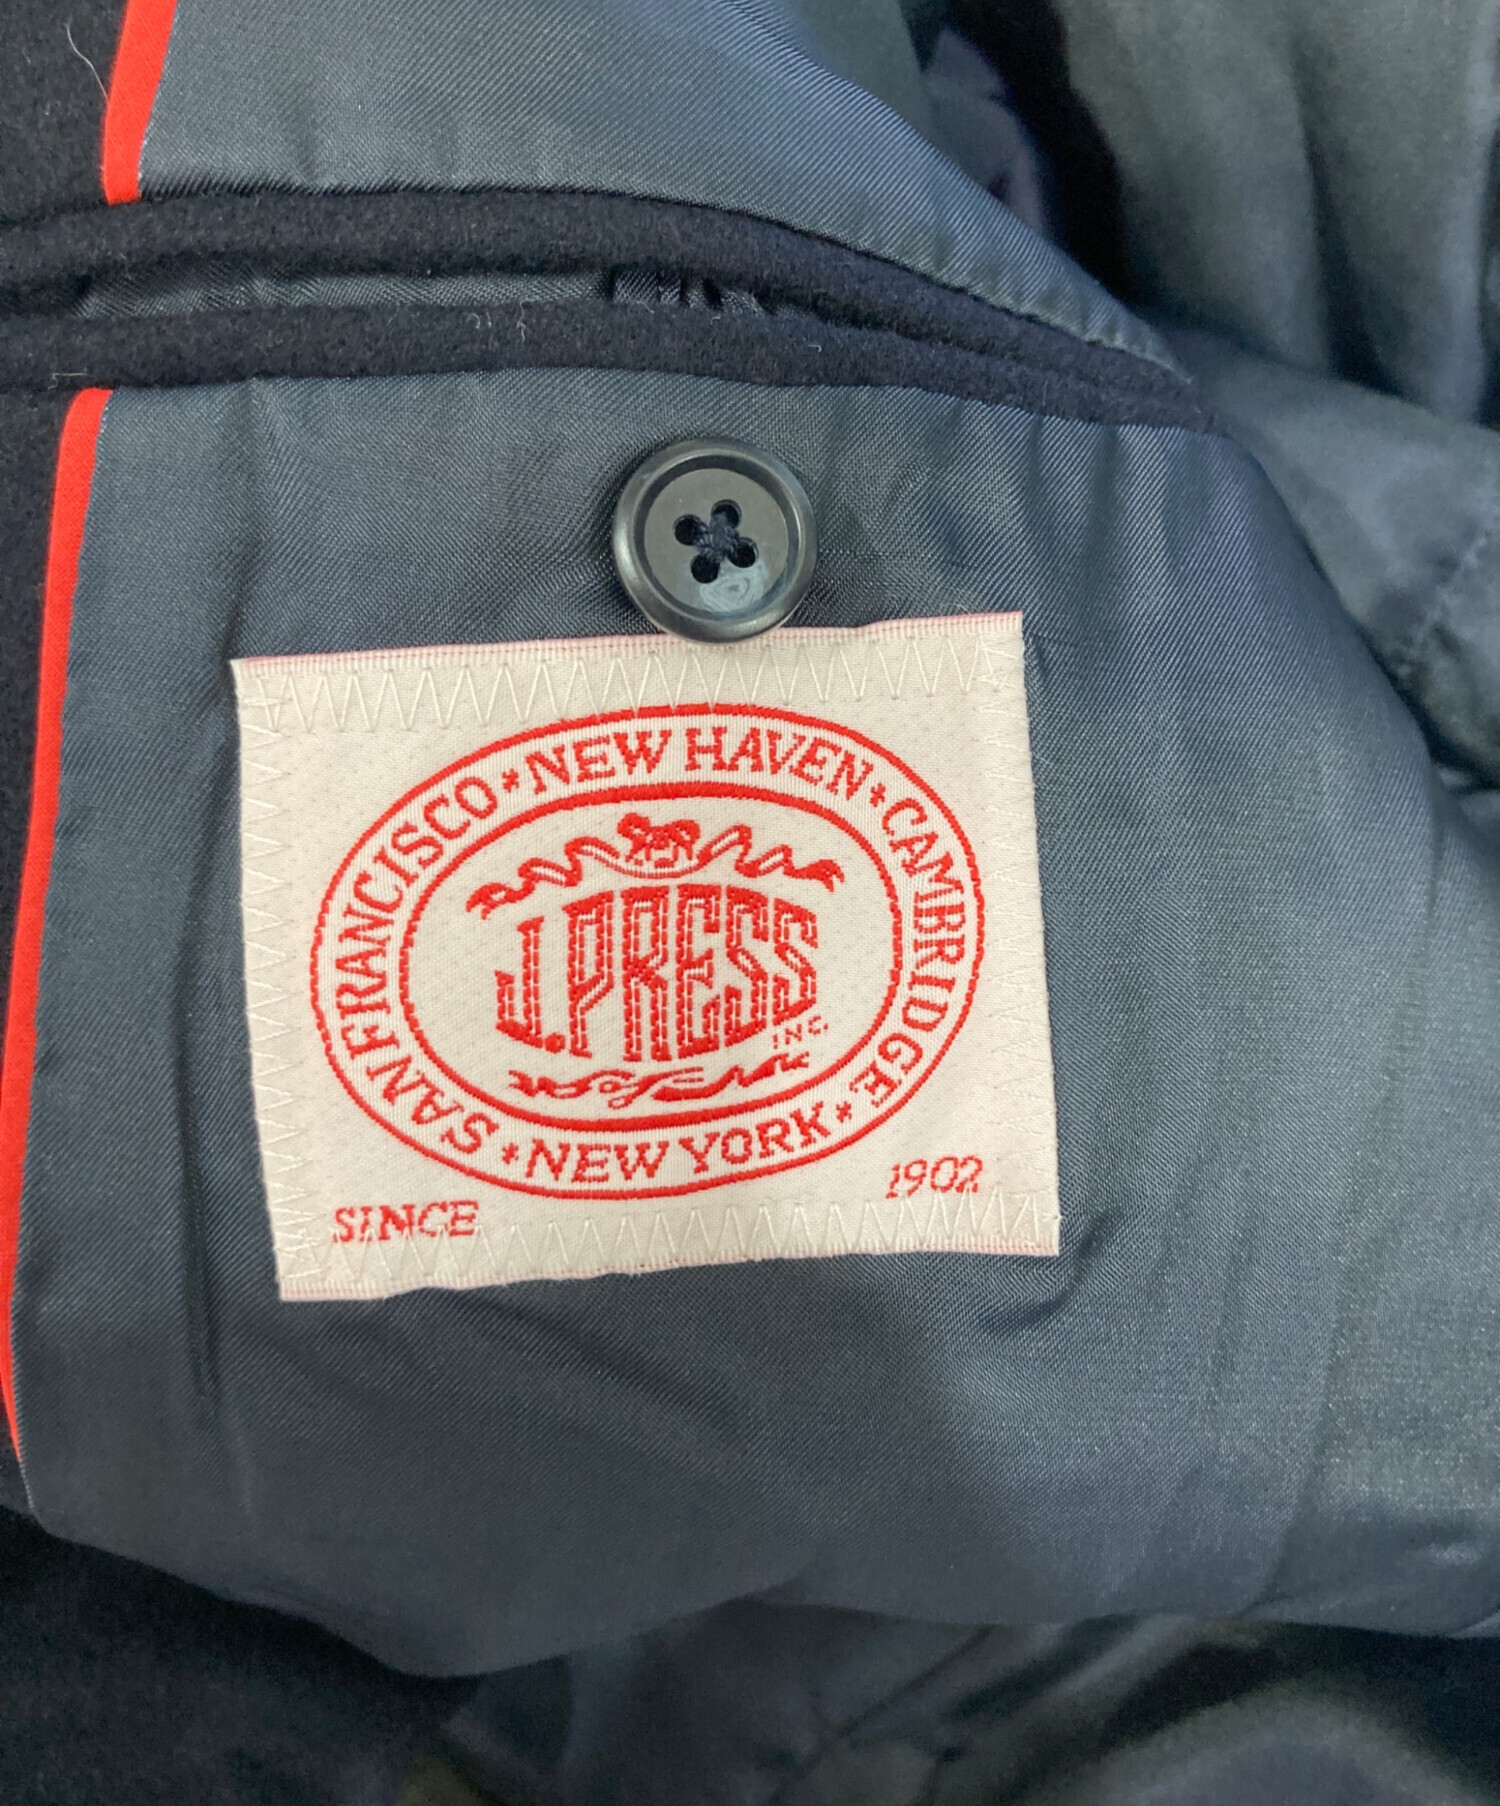 SAN FRANCISCO * NEW HAVEN * CAMBRIDGE * NEW YORK *
J.PRESS
INC.
SINCE 1902